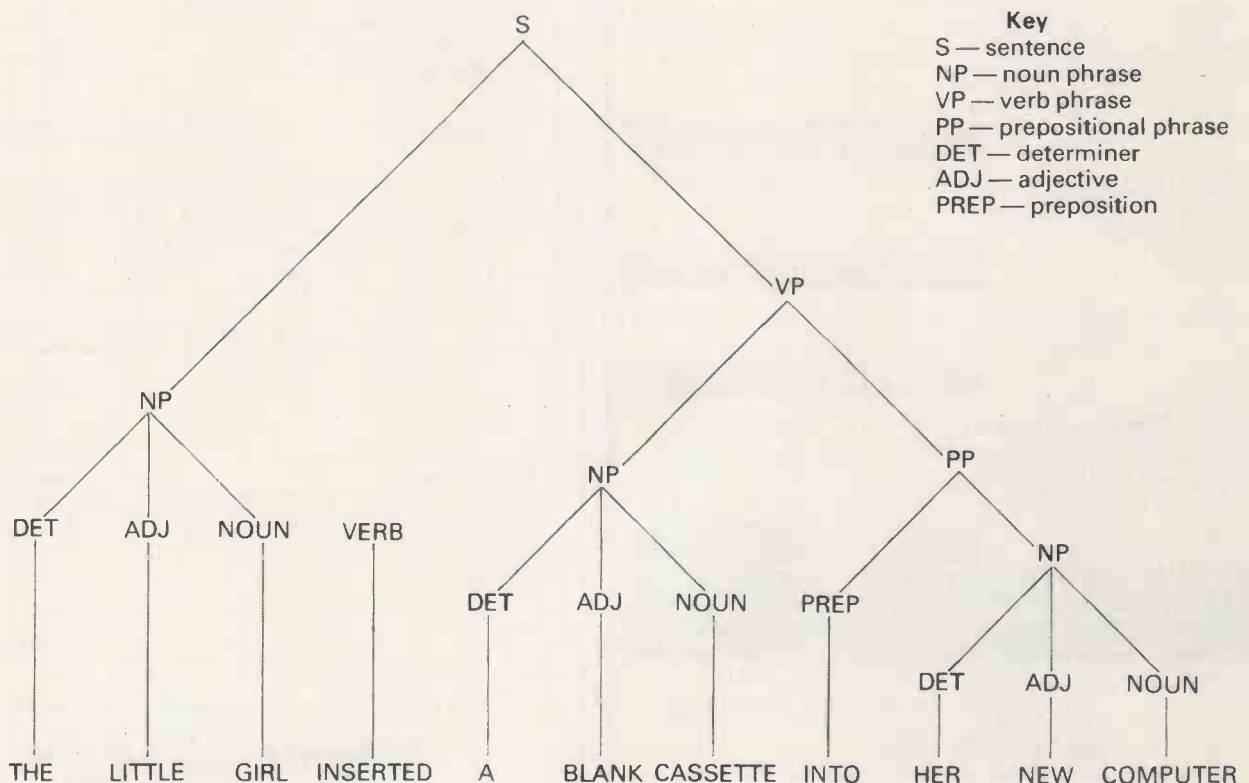 S
Key
S — sentence
NP — noun phrase
VP — verb phrase
PP — prepositional phrase
DET — determiner
ADJ — adjective
PREP — preposition
VP
NP
NP
PP
DET ADJ NOUN VERB
NP
DET ADJ NOUN PREP
DET ADJ NOUN
THE LITTLE GIRL INSERTED A BLANK CASSETTE INTO HER NEW COMPUTER